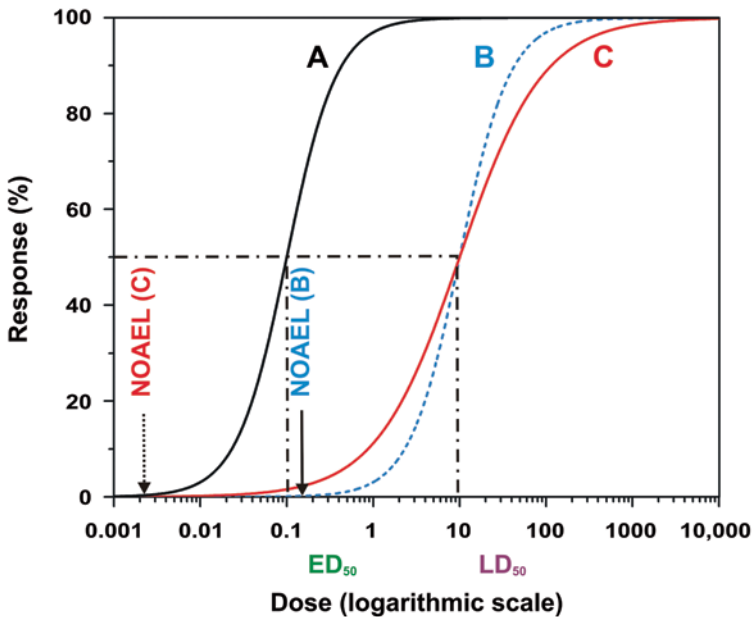 100
80
60
40
20
0
Response (%)
A
B
C
NOAEL (C)
NOAEL (B)
0.001 0.01 0.1 1 10 100 1000 10,000
ED50 LD50
Dose (logarithmic scale)